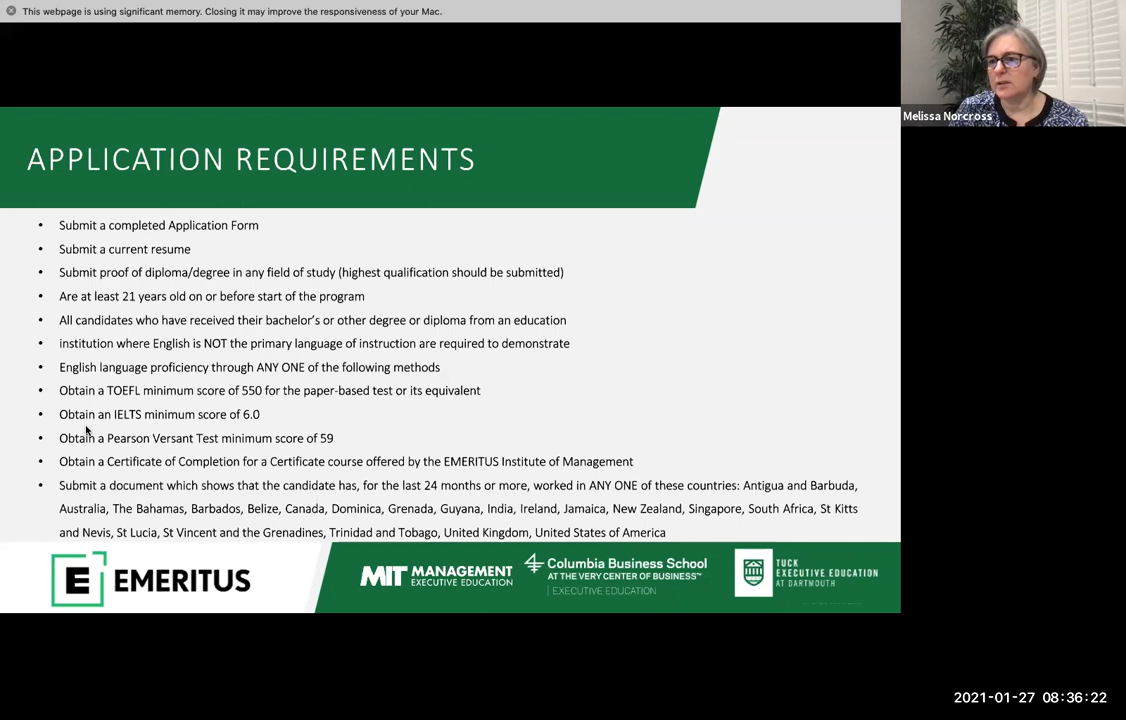 This webpage is using significant memory. Closing it may improve the responsiveness of your Mac.
Melissa Norcross
APPLICATION REQUIREMENTS
• Submit a completed Application Form
• Submit a current resume
• Submit proof of diploma/degree in any field of study (highest qualification should be submitted)
• Are at least 21 years old on or before start of the program
• All candidates who have received their bachelor's or other degree or diploma from an education
• institution where English is NOT the primary language of instruction are required to demonstrate
• English language proficiency through ANY ONE of the following methods
• Obtain a TOEFL minimum score of 550 for the paper-based test or its equivalent
• Obtain an IELTS minimum score of 6.0
• Obtain a Pearson Versant Test minimum score of 59
• Obtain a Certificate of Completion for a Certificate course offered by the EMERITUS Institute of Management
• Submit a document which shows that the candidate has, for the last 24 months or more, worked in ANY ONE of these countries: Antigua and Barbuda,
Australia, The Bahamas, Barbados, Belize, Canada, Dominica, Grenada, Guyana, India, Ireland, Jamaica, New Zealand, Singapore, South Africa, St Kitts
and Nevis, St Lucia, St Vincent and the Grenadines, Trinidad and Tobago, United Kingdom, United States of America
E EMERITUS
MIT MANAGEMENT
EXECUTIVE EDUCATION
Columbia Business School
AT THE VERY CENTER OF BUSINESS™
EXECUTIVE EDUCATION
TUCK
EXECUTIVE EDUCATION
AT DARTMOUTH
2021-01-27 08:36:22